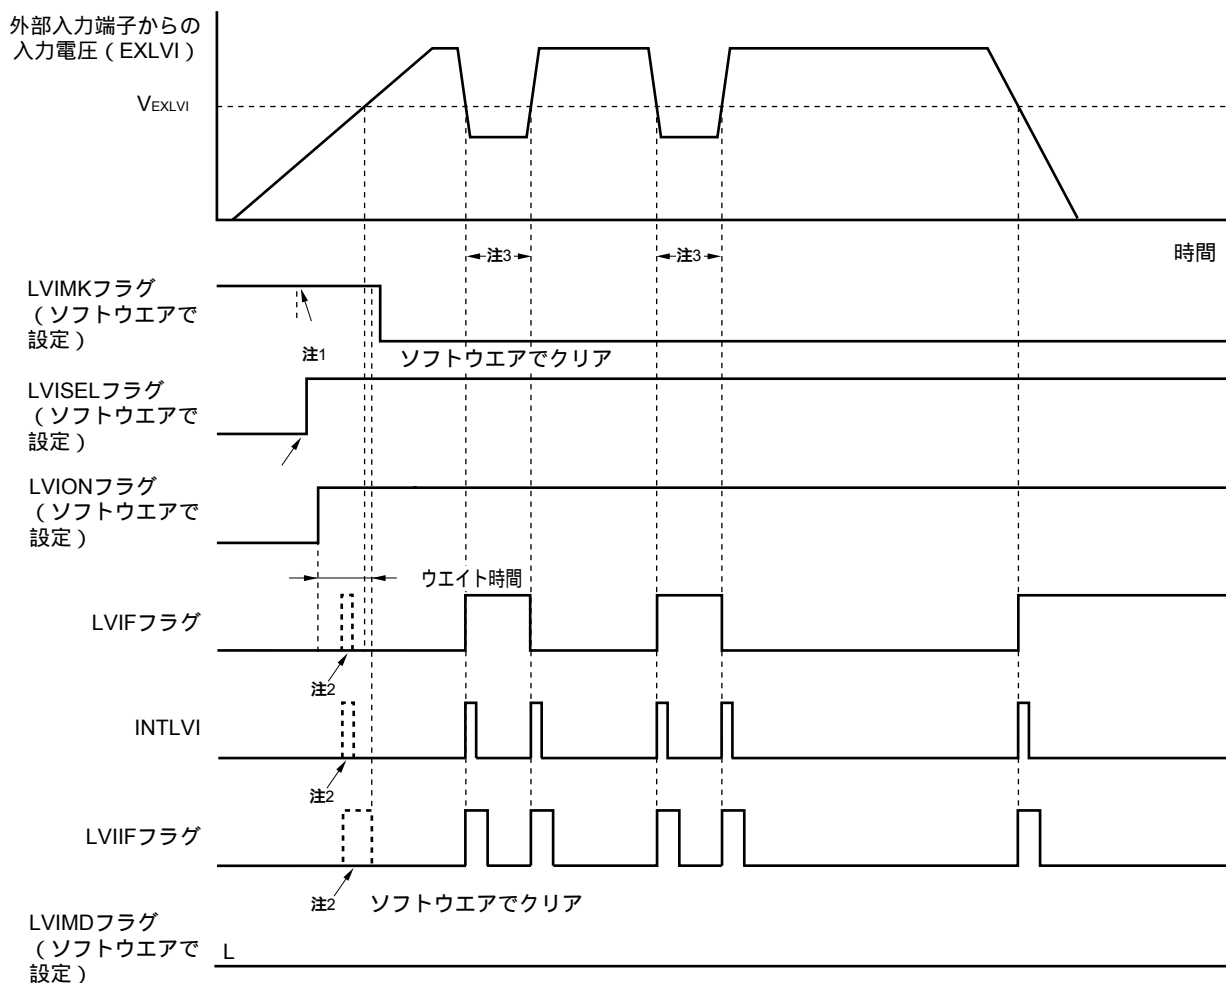 外部入力端子からの
入力電圧（EXLVI）
VEXLVI
注3
注3
時間
LVIMKフラグ
（ソフトウエアで
設定）
注1
ソフトウエアでクリア
LVISELフラグ
（ソフトウエアで
設定）
LVIONフラグ
（ソフトウエアで
設定）
ウエイト時間
LVIFフラグ
注2
INTLVI
注2
LVIIFフラグ
注2
ソフトウエアでクリア
LVIMDフラグ
（ソフトウエアで
設定）
L